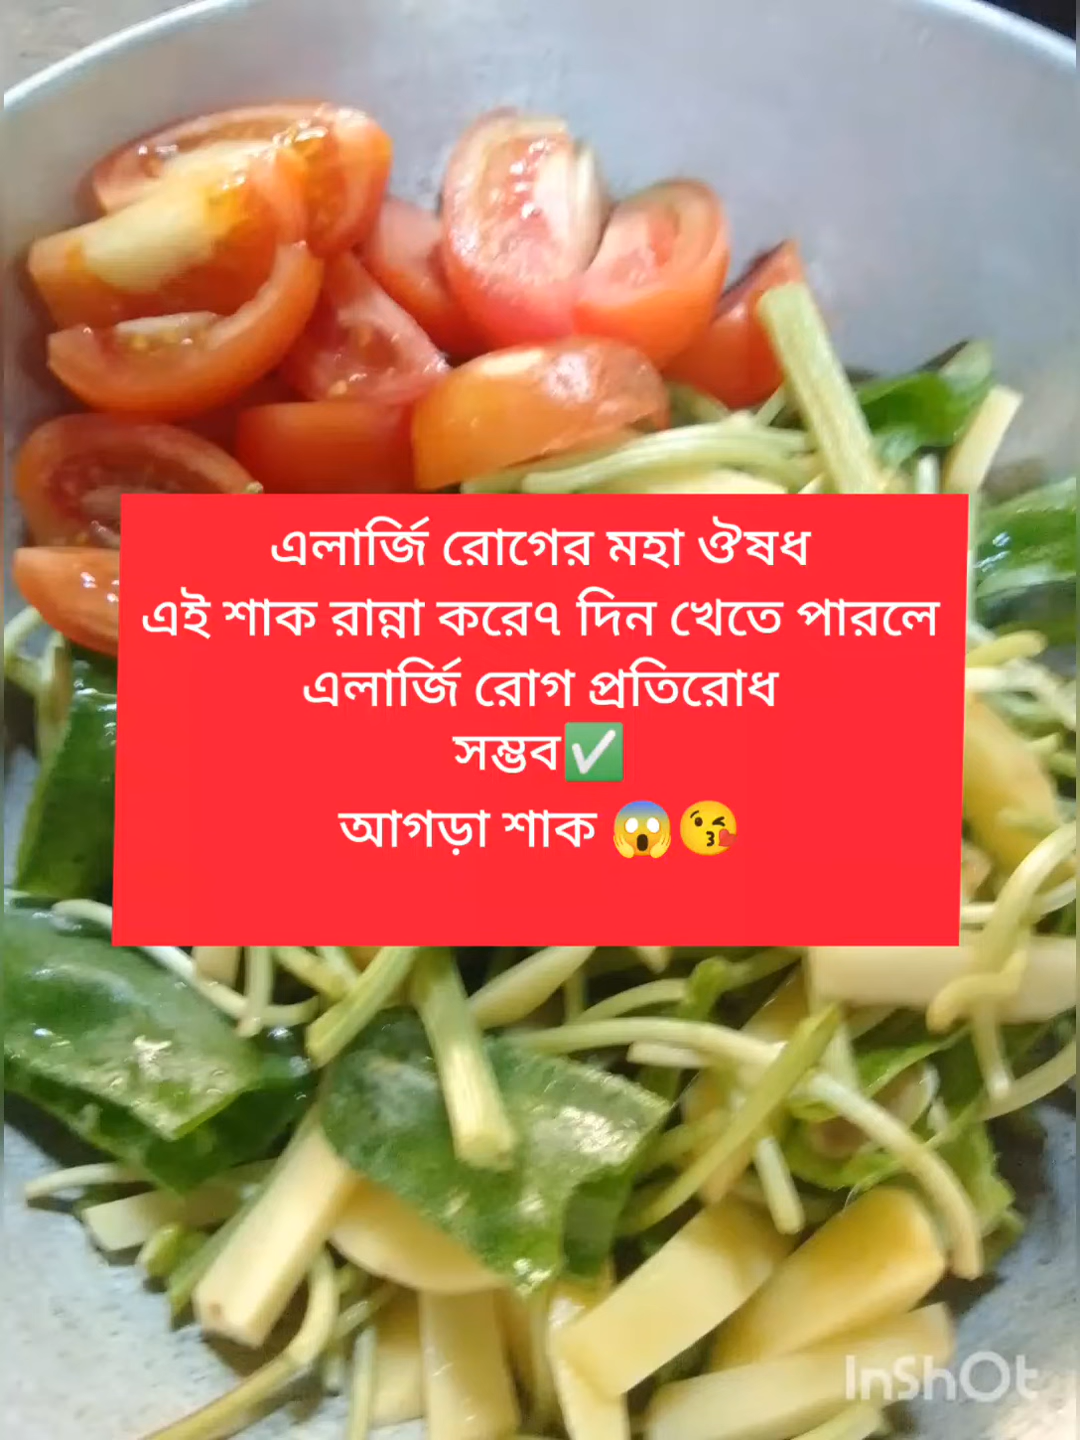 এলার্জি রোগের মহা ঔষধ
এই শাক রান্না করে৭ দিন খেতে পারলে
এলার্জি রোগ প্রতিরোধ
সম্ভব✅
আগড়া শাক 😱😘
InShOt